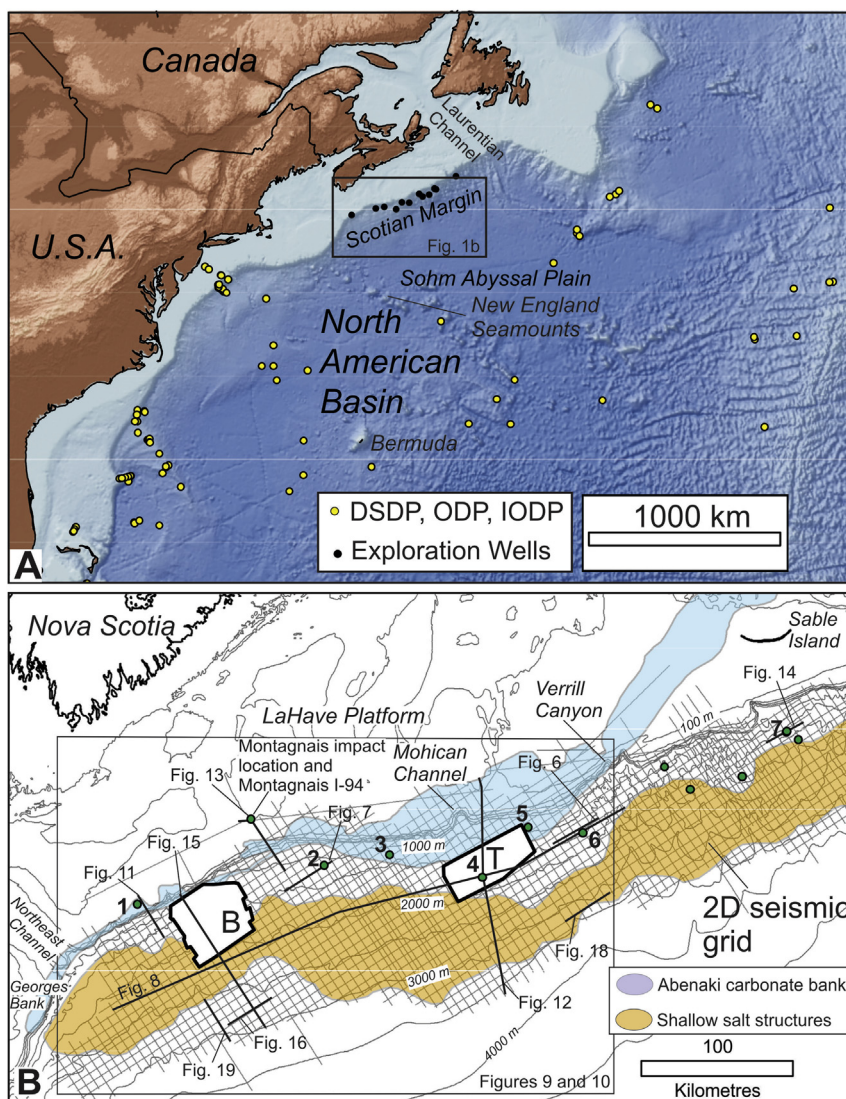 Canada
Laurentian
Channel
Scotian Margin
Fig. 1b
U.S.A.
Sohm Abyssal Plain
New England
Seamounts
North
American
Basin
Bermuda
DSDP, ODP, IODP
Exploration Wells
1000 km
A
Nova Scotia
Sable
Island
Fig. 14
7
LaHave Platform
Verrill
Canyon
100 m
Montagnais impact
location and
Montagnais I-94
Mohican
Channel
Fig. 6
Fig. 13
Fig. 7
Fig. 15
1000 m
5
6
3
2
4
T
Fig. 11
1
B
2000 m
2D seismic
grid
Northeast
Channel
Fig. 18
Georges
Bank
Fig. 8
3000 m
Fig. 12
Abenaki carbonate bank
Shallow salt structures
Fig. 16
Fig. 19
4000 m
100
Kilometres
Figures 9 and 10
B